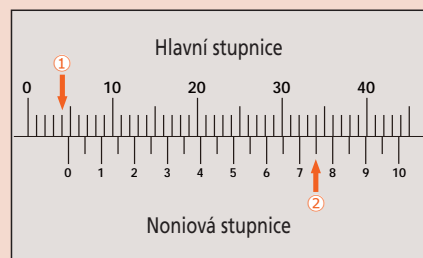 Hlavní stupnice
①
0 10 20 30 40
0 1 2 3 4 5 6 7 8 9 10
②
Noniová stupnice